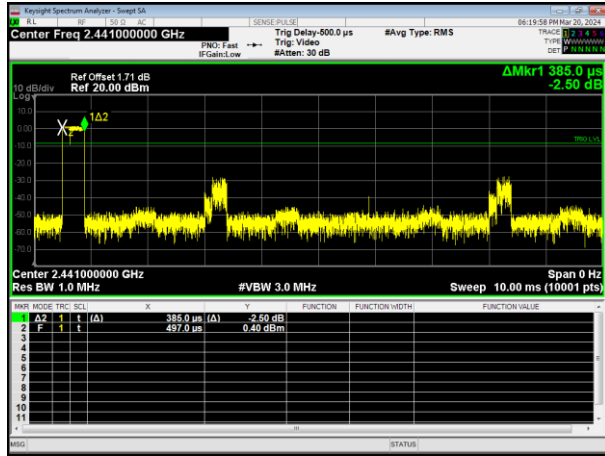 Keysight Spectrum Analyzer - Swept SA
RL RF 50 Ω AC SENSE:PULSE 06:19:58 PM Mar 20, 2024
Center Freq 2.441000000 GHz
PNO: Fast
IFGain:Low
Trig Delay-500.0 µs
Trig: Video
#Atten: 30 dB
#Avg Type: RMS
TRACE 1 2 3 4 5 6
TYPE WWWWWW
DET P NNNNN
Ref Offset 1.71 dB
10 dB/div Ref 20.00 dBm
ΔMkr1 385.0 µs
-2.50 dB
Log
10.0
1Δ2
0.00
X2
TRIG LVL
-10.0
-20.0
-30.0
-40.0
-50.0
-60.0
-70.0
Center 2.441000000 GHz Span 0 Hz
Res BW 1.0 MHz #VBW 3.0 MHz Sweep 10.00 ms (10001 pts)
MKR MODE TRC SCL X Y FUNCTION FUNCTION WIDTH FUNCTION VALUE
1 Δ2 1 t (Δ) 385.0 µs (Δ) -2.50 dB
2 F 1 t 497.0 µs 0.40 dBm
3
4
5
6
7
8
9
10
11
MSG STATUS